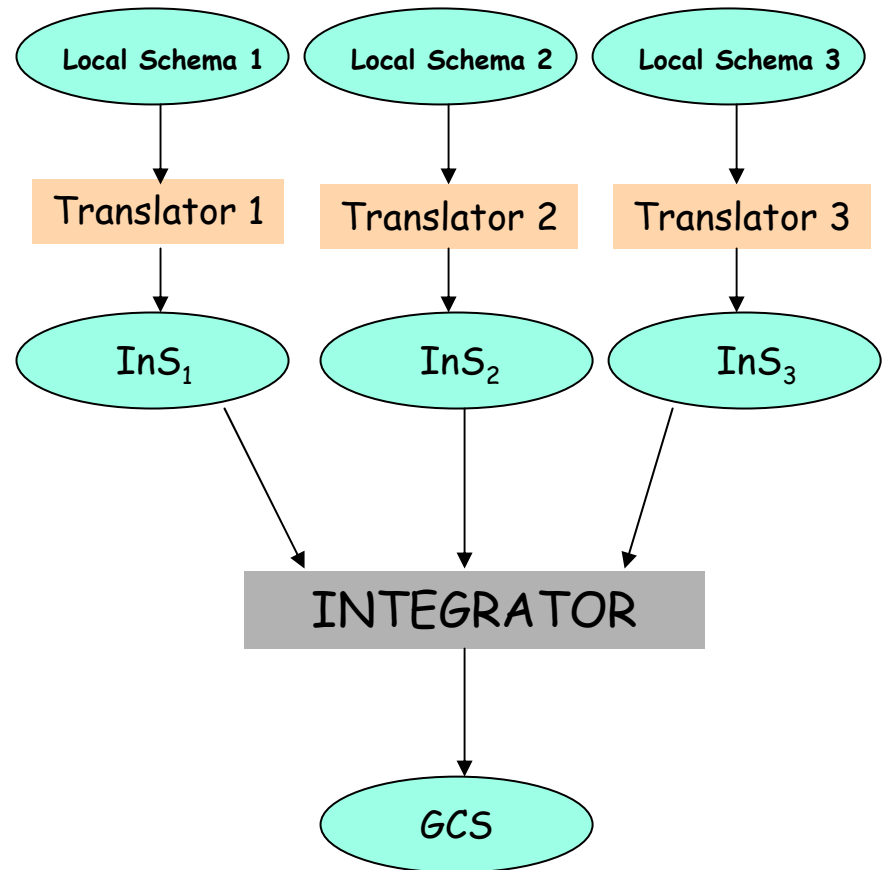 Local Schema 1
Local Schema 2
Local Schema 3
Translator 1
Translator 2
Translator 3
InS₁
InS₂
InS₃
INTEGRATOR
GCS